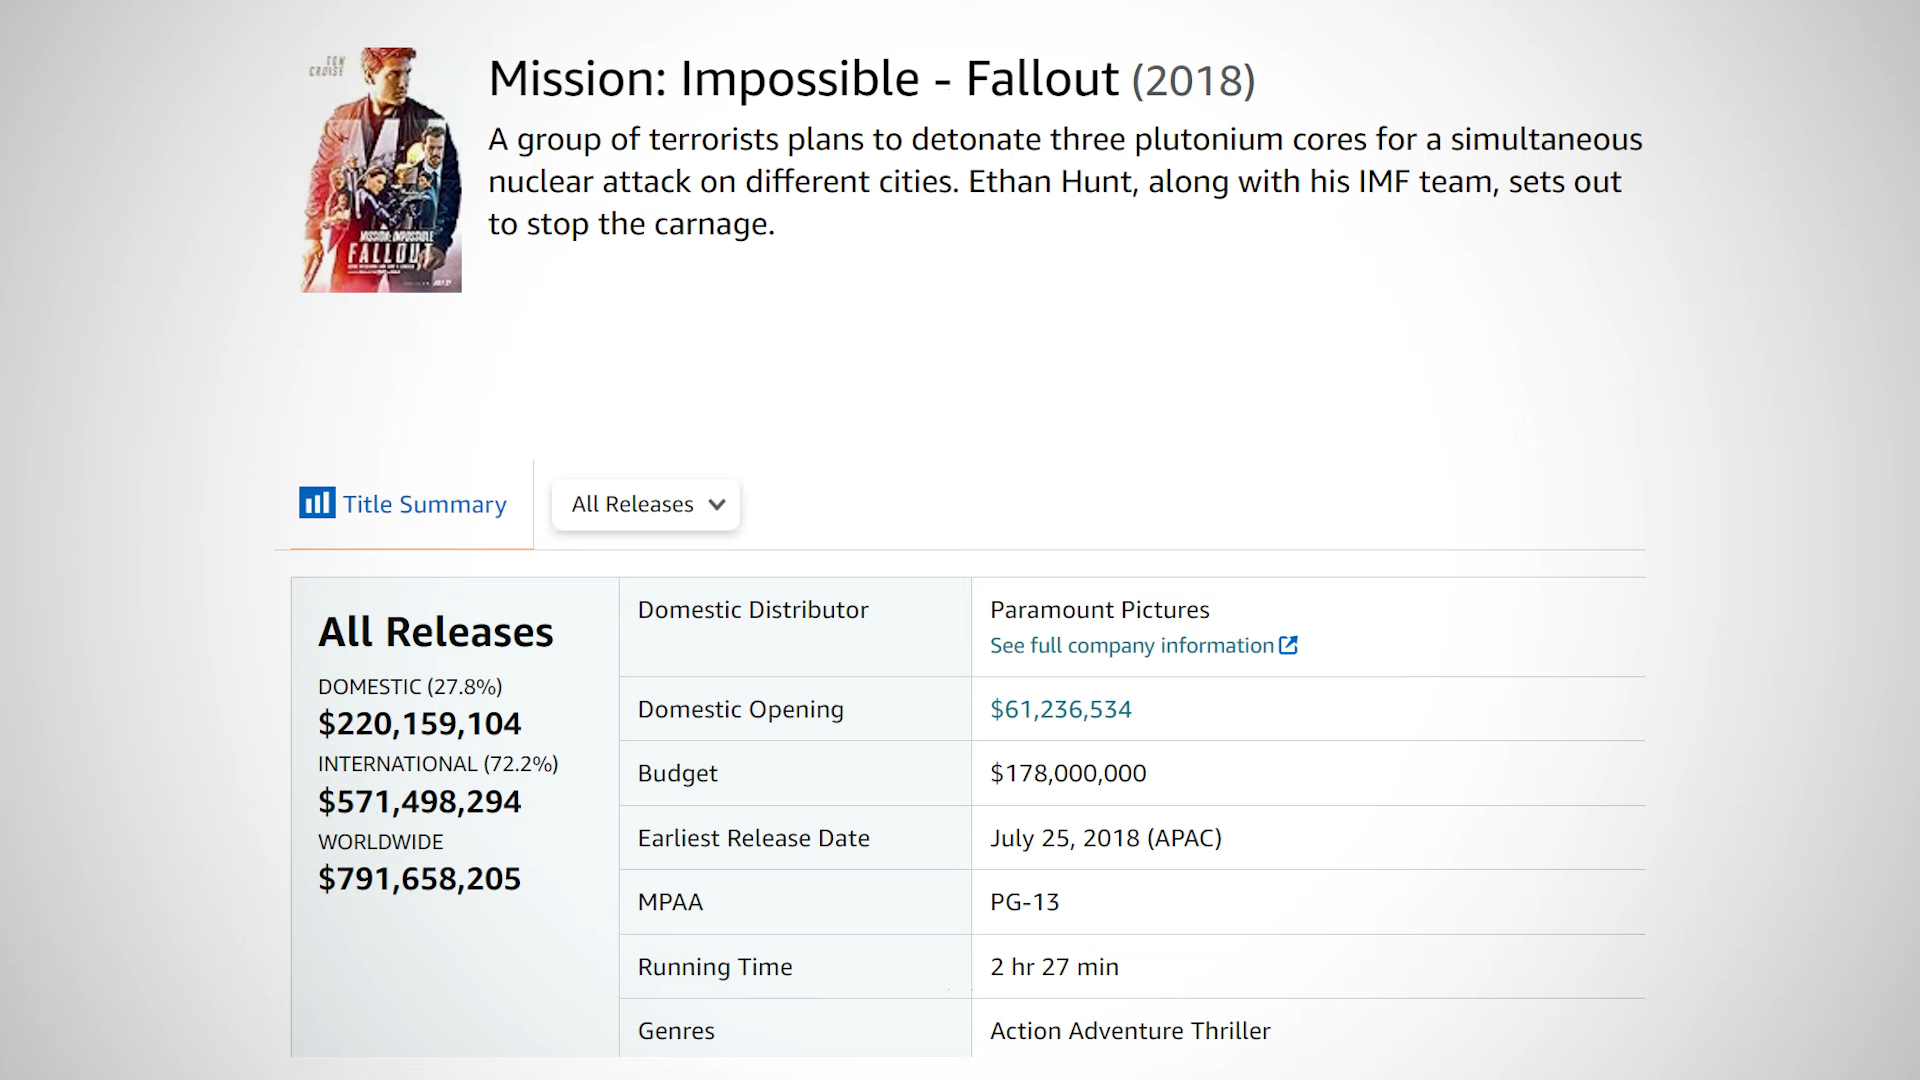 TOM
CRUISE
MISSION: IMPOSSIBLE
FALLOUT
Mission: Impossible - Fallout (2018)
A group of terrorists plans to detonate three plutonium cores for a simultaneous
nuclear attack on different cities. Ethan Hunt, along with his IMF team, sets out
to stop the carnage.
Title Summary
All Releases
All Releases
DOMESTIC (27.8%)
$220,159,104
INTERNATIONAL (72.2%)
$571,498,294
WORLDWIDE
$791,658,205
Domestic Distributor
Paramount Pictures
See full company information
Domestic Opening
$61,236,534
Budget
$178,000,000
Earliest Release Date
July 25, 2018 (APAC)
MPAA
PG-13
Running Time
2 hr 27 min
Genres
Action Adventure Thriller